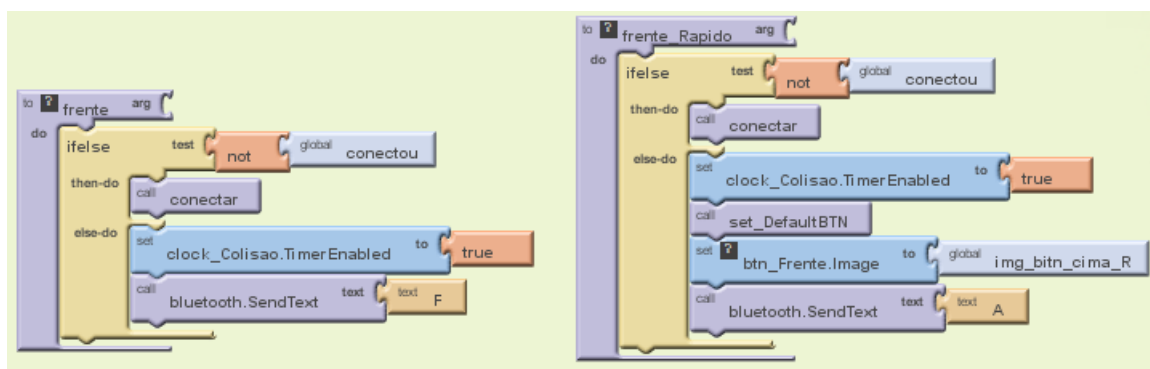 to ? frente arg
do
ifelse test not global conectou
then-do call conectar
else-do set clock_Colisao.TimerEnabled to true
call bluetooth.SendText text text F
to ? frente_Rapido arg
do
ifelse test not global conectou
then-do call conectar
else-do set clock_Colisao.TimerEnabled to true
call set_DefaultBTN
set ? btn_Frente.Image to global img_bitn_cima_R
call bluetooth.SendText text text A